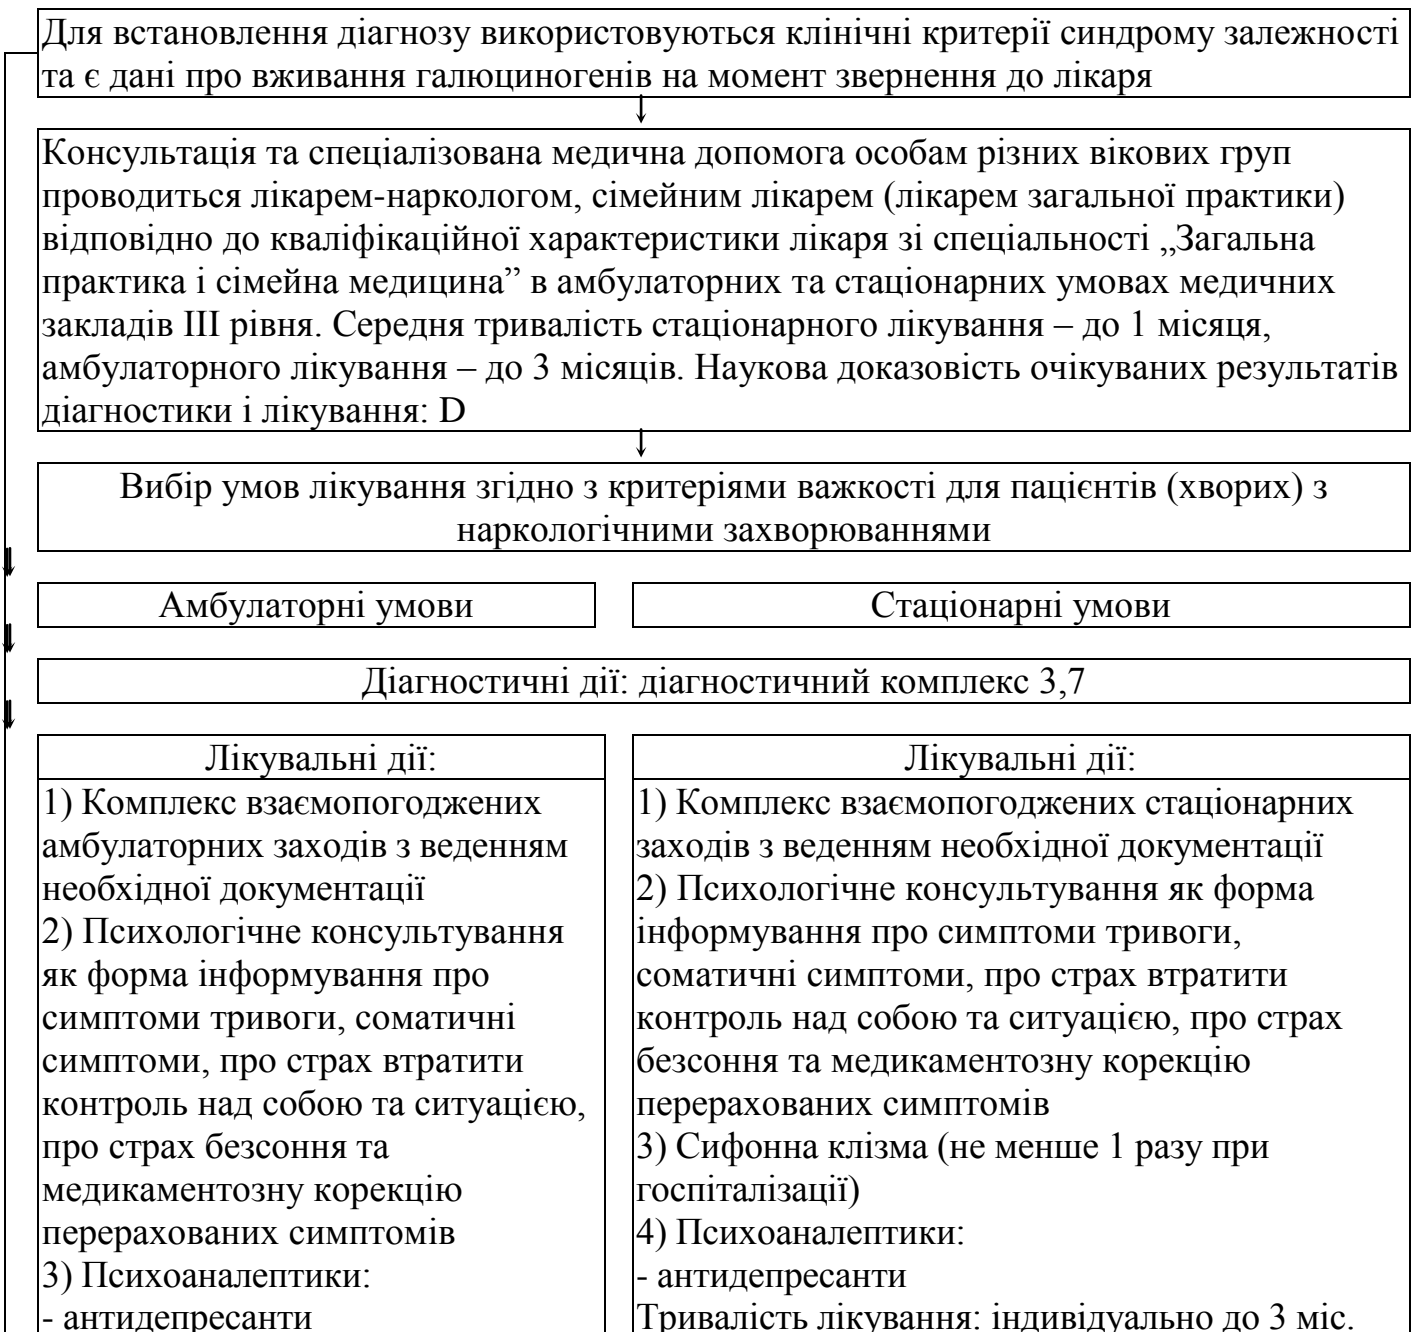 Для встановлення діагнозу використовуються клінічні критерії синдрому залежності
та є дані про вживання галюциногенів на момент звернення до лікаря
Консультація та спеціалізована медична допомога особам різних вікових груп
проводиться лікарем-наркологом, сімейним лікарем (лікарем загальної практики)
відповідно до кваліфікаційної характеристики лікаря зі спеціальності „Загальна
практика і сімейна медицина” в амбулаторних та стаціонарних умовах медичних
закладів ІІІ рівня. Середня тривалість стаціонарного лікування – до 1 місяця,
амбулаторного лікування – до 3 місяців. Наукова доказовість очікуваних результатів
діагностики і лікування: D
Вибір умов лікування згідно з критеріями важкості для пацієнтів (хворих) з
наркологічними захворюваннями
Амбулаторні умови
Стаціонарні умови
Діагностичні дії: діагностичний комплекс 3,7
Лікувальні дії:
1) Комплекс взаємопогоджених
амбулаторних заходів з веденням
необхідної документації
2) Психологічне консультування
як форма інформування про
симптоми тривоги, соматичні
симптоми, про страх втратити
контроль над собою та ситуацією,
про страх безсоння та
медикаментозну корекцію
перерахованих симптомів
3) Психоаналептики:
- антидепресанти
Лікувальні дії:
1) Комплекс взаємопогоджених стаціонарних
заходів з веденням необхідної документації
2) Психологічне консультування як форма
інформування про симптоми тривоги,
соматичні симптоми, про страх втратити
контроль над собою та ситуацією, про страх
безсоння та медикаментозну корекцію
перерахованих симптомів
3) Сифонна клізма (не менше 1 разу при
госпіталізації)
4) Психоаналептики:
- антидепресанти
Тривалість лікування: індивідуально до 3 міс.